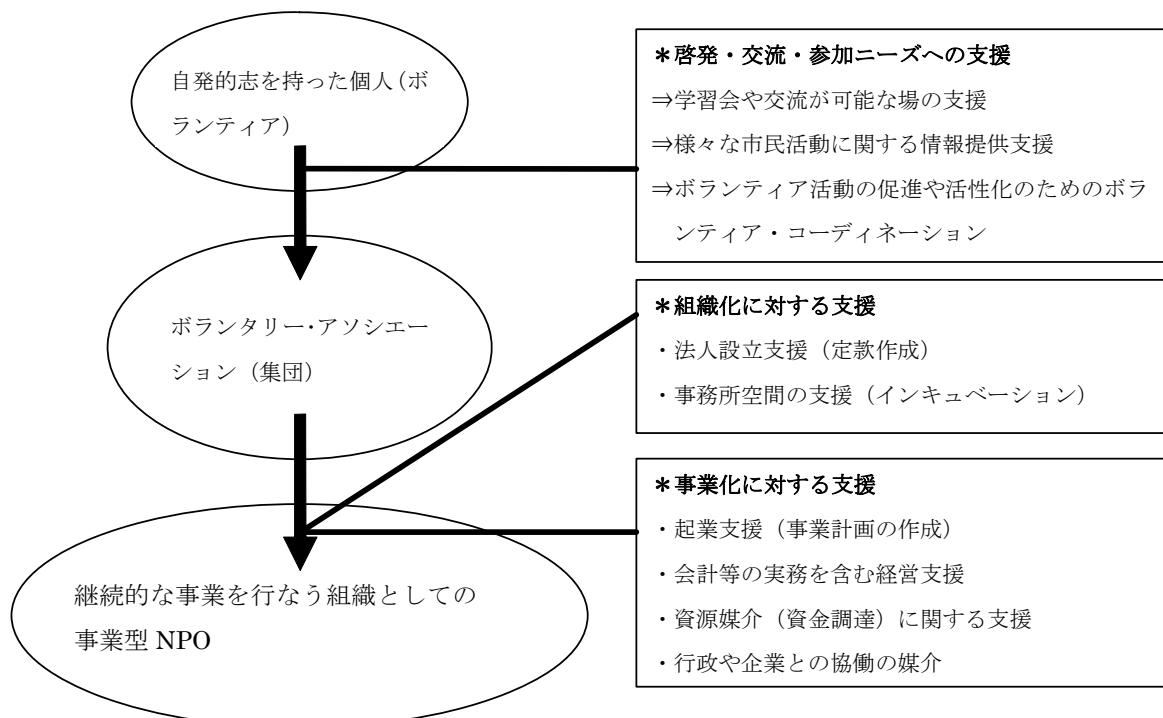 自発的志を持った個人（ボ
ランティア）
＊啓発・交流・参加ニーズへの支援
⇒学習会や交流が可能な場の支援
⇒様々な市民活動に関する情報提供支援
⇒ボランティア活動の促進や活性化のためのボラ
ンティア・コーディネーション
ボランタリー・アソシエー
ション（集団）
＊組織化に対する支援
・法人設立支援（定款作成）
・事務所空間の支援（インキュベーション）
継続的な事業を行なう組織としての
事業型 NPO
＊事業化に対する支援
・起業支援（事業計画の作成）
・会計等の実務を含む経営支援
・資源媒介（資金調達）に関する支援
・行政や企業との協働の媒介